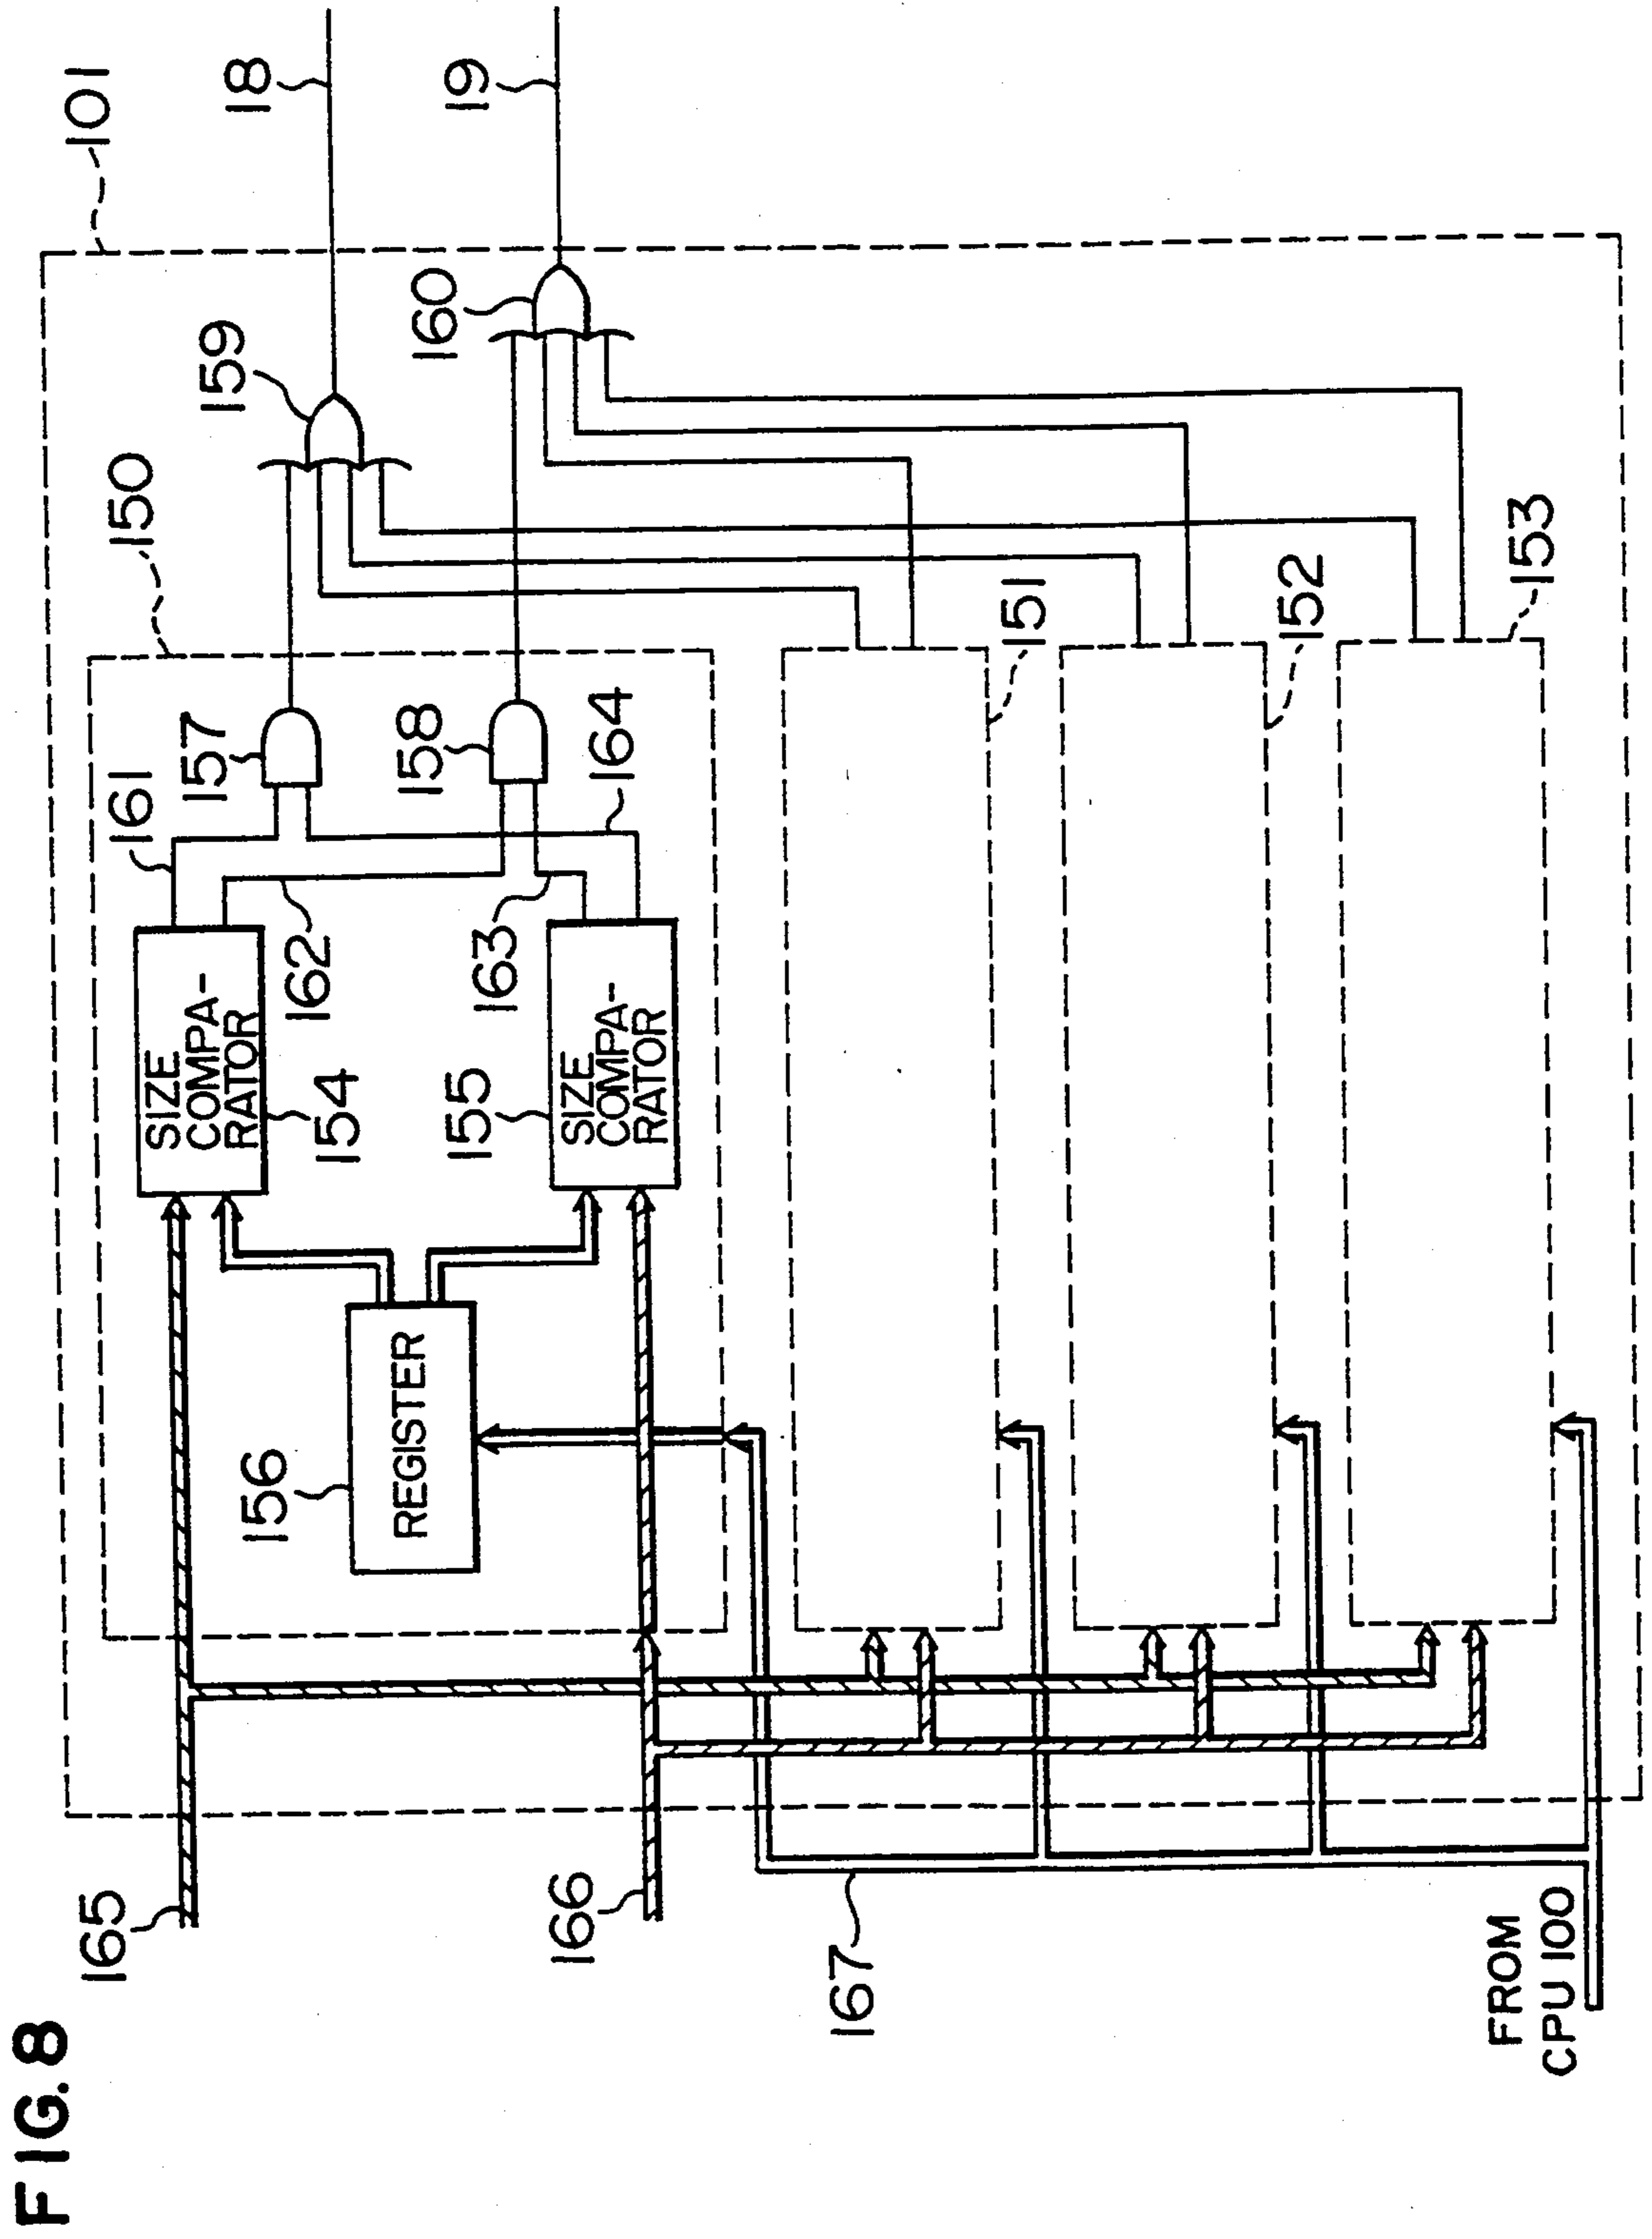 FIG. 8
101
18
19
159
160
150
161
157
158
164
162
163
SIZE
COMPA-
RATOR
154
155
SIZE
COMPA-
RATOR
156
REGISTER
151
152
153
165
166
167
FROM
CPU 100